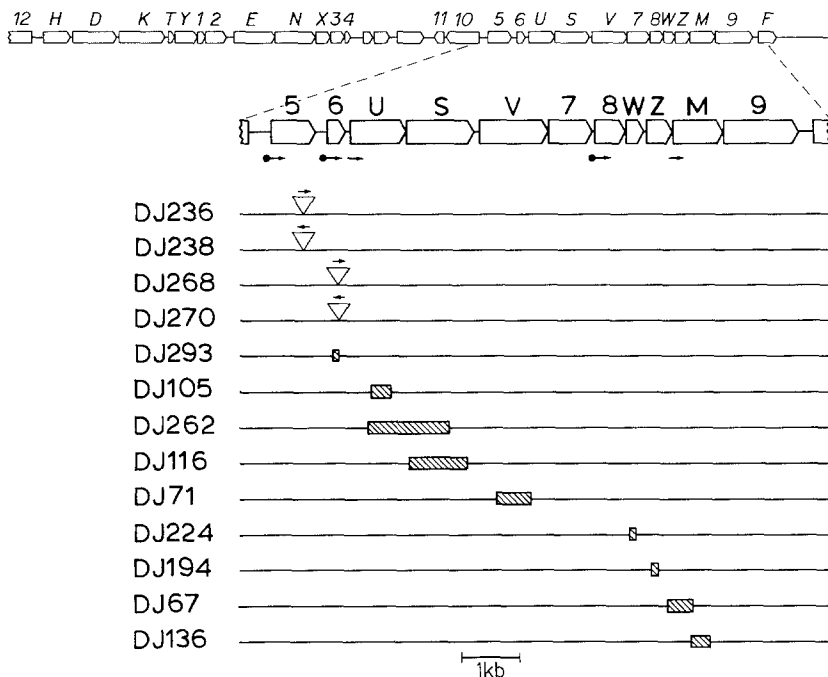 12 H D K T Y 1 2 E N X 3 4 11 10 5 6 U S V 7 8 W Z M 9 F
5 6 U S V 7 8 W Z M 9
DJ236
DJ238
DJ268
DJ270
DJ293
DJ105
DJ262
DJ116
DJ71
DJ224
DJ194
DJ67
DJ136
1kb